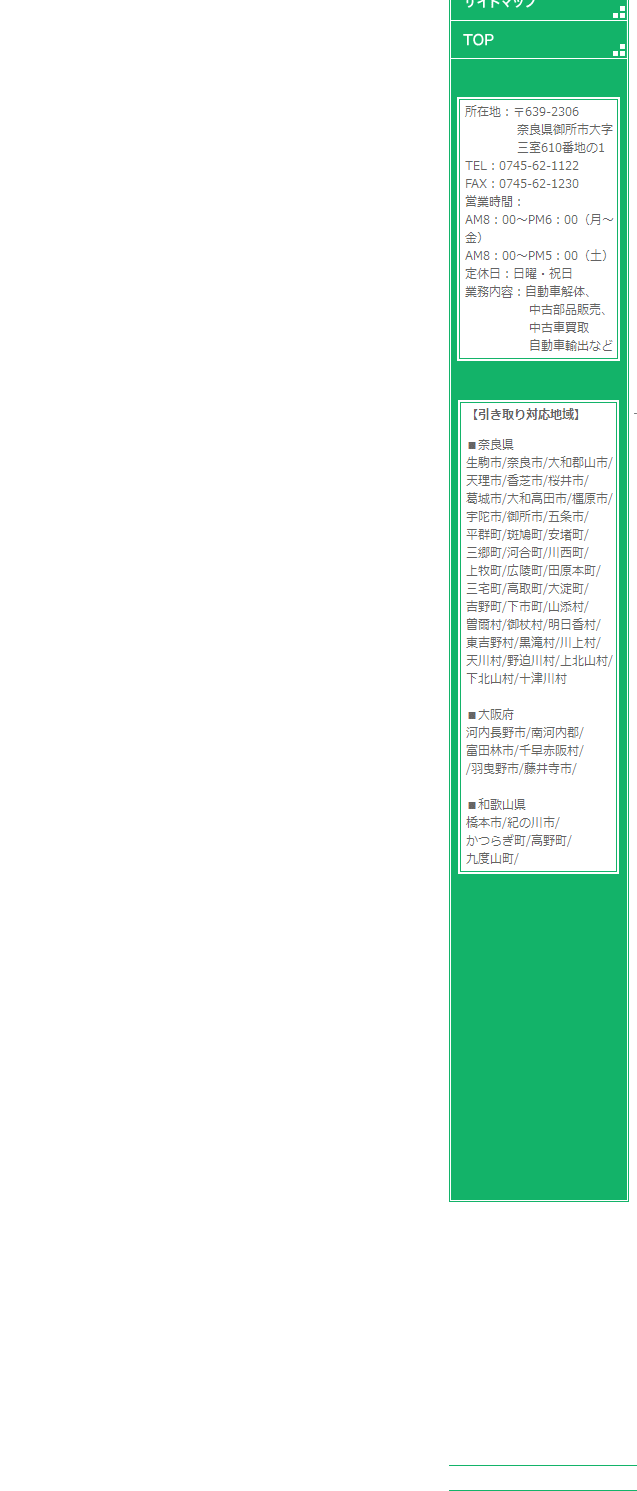 サイトマップ
TOP
所在地：〒639-2306
奈良県御所市大字
三室610番地の1
TEL：0745-62-1122
FAX：0745-62-1230
営業時間：
AM8：00～PM6：00（月～
金）
AM8：00～PM5：00（土）
定休日：日曜・祝日
業務内容：自動車解体、
中古部品販売、
中古車買取
自動車輸出など
【引き取り対応地域】
■奈良県
生駒市/奈良市/大和郡山市/
天理市/香芝市/桜井市/
葛城市/大和高田市/橿原市/
宇陀市/御所市/五条市/
平群町/斑鳩町/安堵町/
三郷町/河合町/川西町/
上牧町/広陵町/田原本町/
三宅町/高取町/大淀町/
吉野町/下市町/山添村/
曽爾村/御杖村/明日香村/
東吉野村/黒滝村/川上村/
天川村/野迫川村/上北山村/
下北山村/十津川村
■大阪府
河内長野市/南河内郡/
富田林市/千早赤阪村/
/羽曳野市/藤井寺市/
■和歌山県
橋本市/紀の川市/
かつらぎ町/高野町/
九度山町/